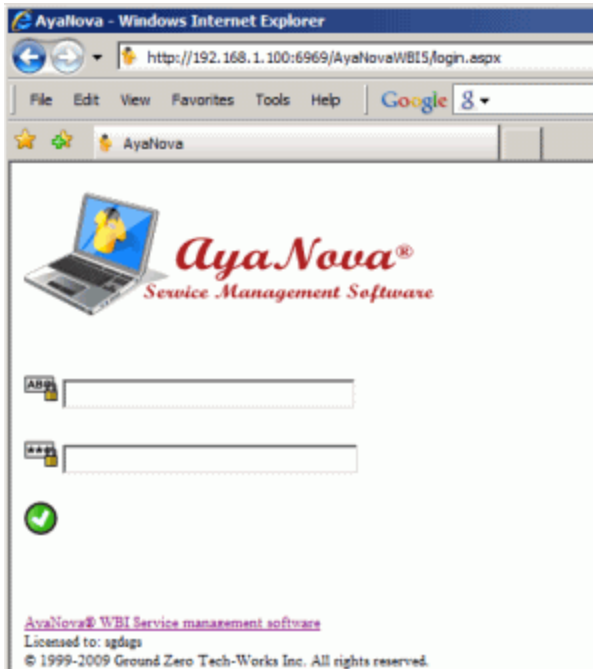 AyaNova - Windows Internet Explorer
http://192.168.1.100:6969/AyaNovaWBI5/login.aspx
File Edit View Favorites Tools Help Google
AyaNova
AyaNova®
Service Management Software
AyaNova® WBI Service management software
Licensed to: sgdsgs
© 1999-2009 Ground Zero Tech-Works Inc. All rights reserved.